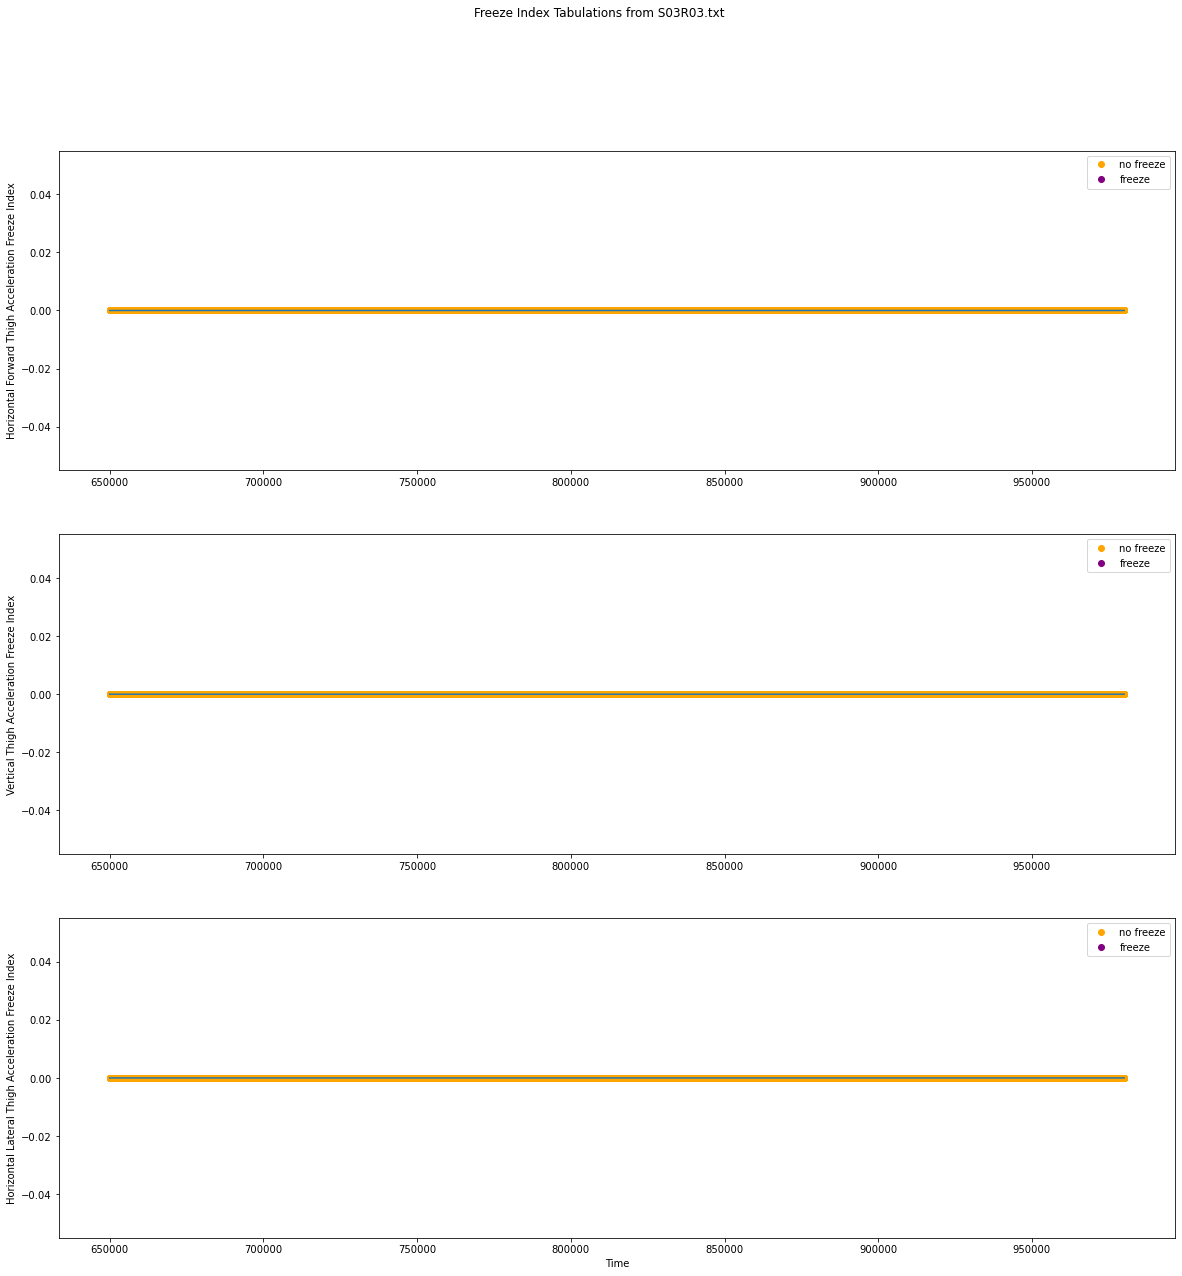 Freeze Index Tabulations from S03R03.txt
Horizontal Forward Thigh Acceleration Freeze Index
0.04
0.02
0.00
−0.02
−0.04
no freeze
freeze
650000 700000 750000 800000 850000 900000 950000
Vertical Thigh Acceleration Freeze Index
0.04
0.02
0.00
−0.02
−0.04
no freeze
freeze
650000 700000 750000 800000 850000 900000 950000
Horizontal Lateral Thigh Acceleration Freeze Index
0.04
0.02
0.00
−0.02
−0.04
no freeze
freeze
650000 700000 750000 800000 850000 900000 950000
Time